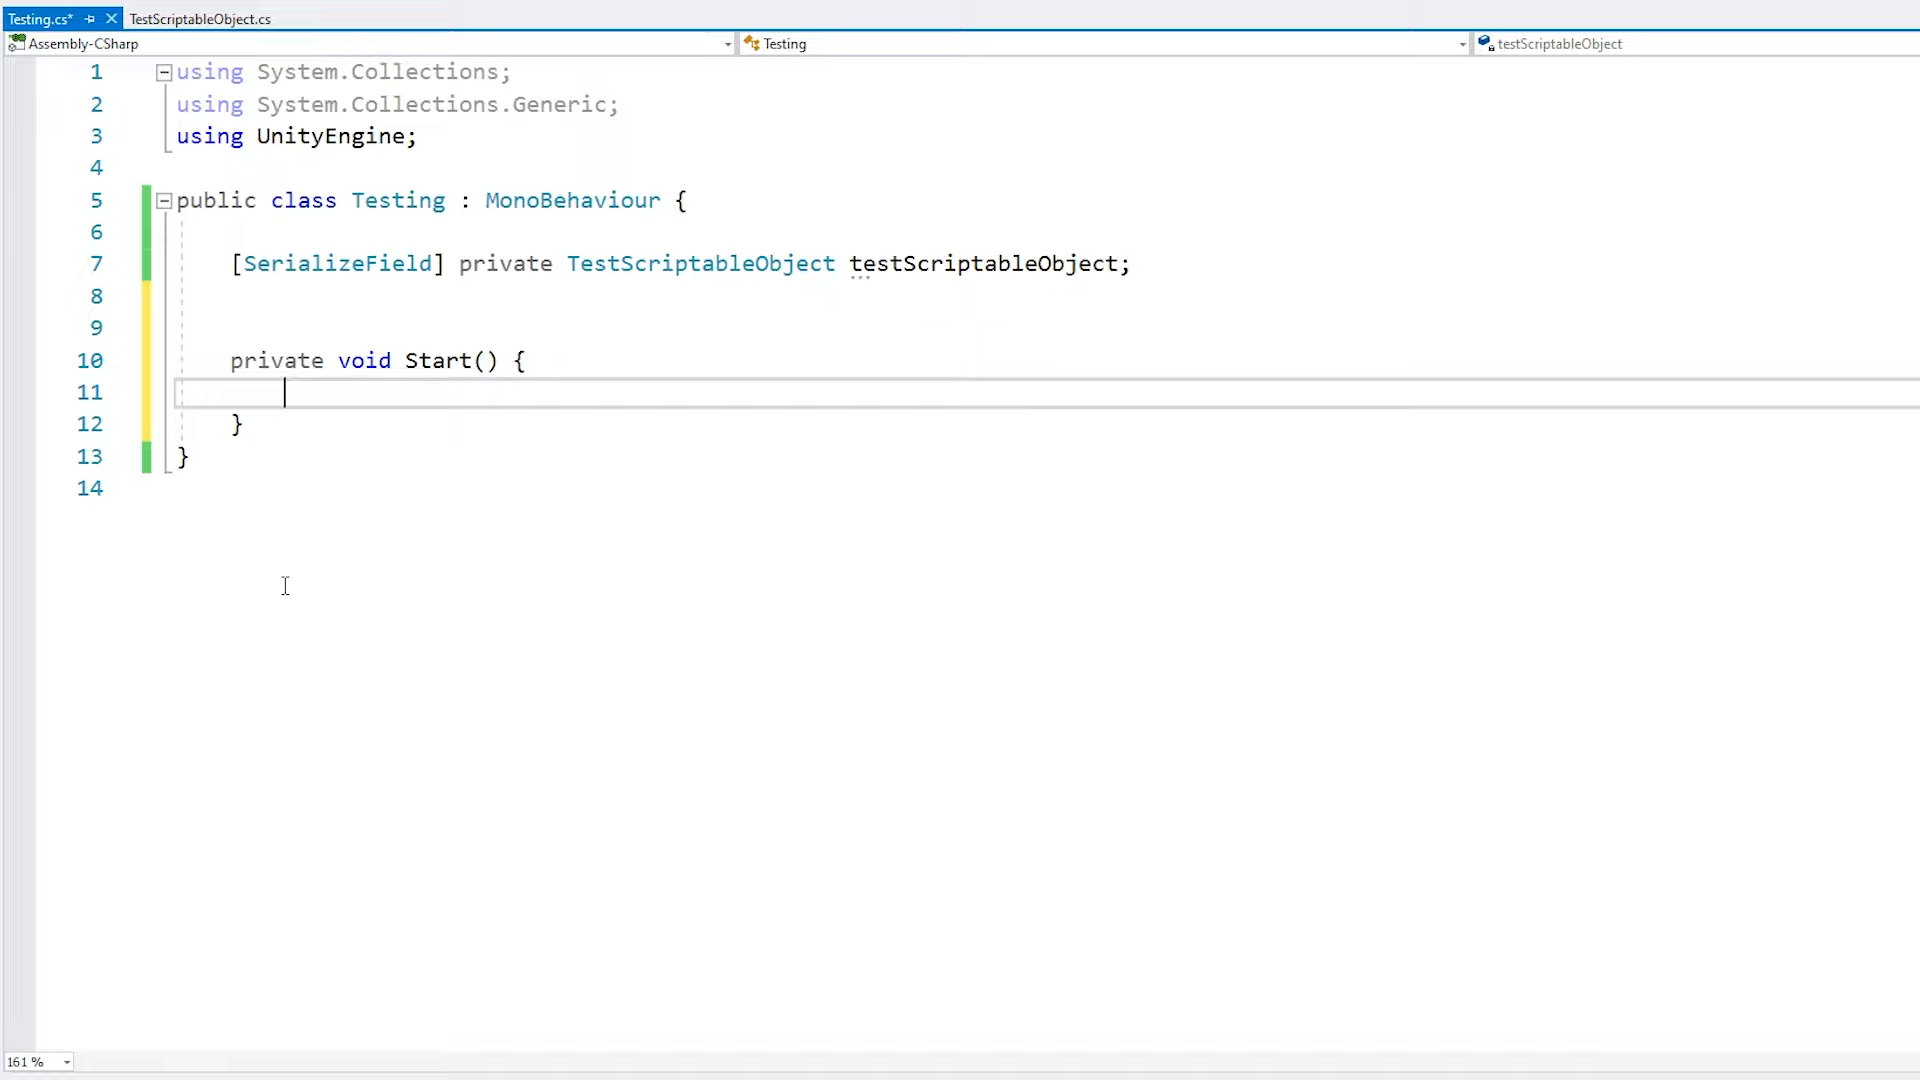 Testing.cs* TestScriptableObject.cs
Assembly-CSharp Testing testScriptableObject
1 using System.Collections;
2 using System.Collections.Generic;
3 using UnityEngine;
4
5 public class Testing : MonoBehaviour {
6
7 [SerializeField] private TestScriptableObject testScriptableObject;
8
9
10 private void Start() {
11
12 }
13 }
14
161 %